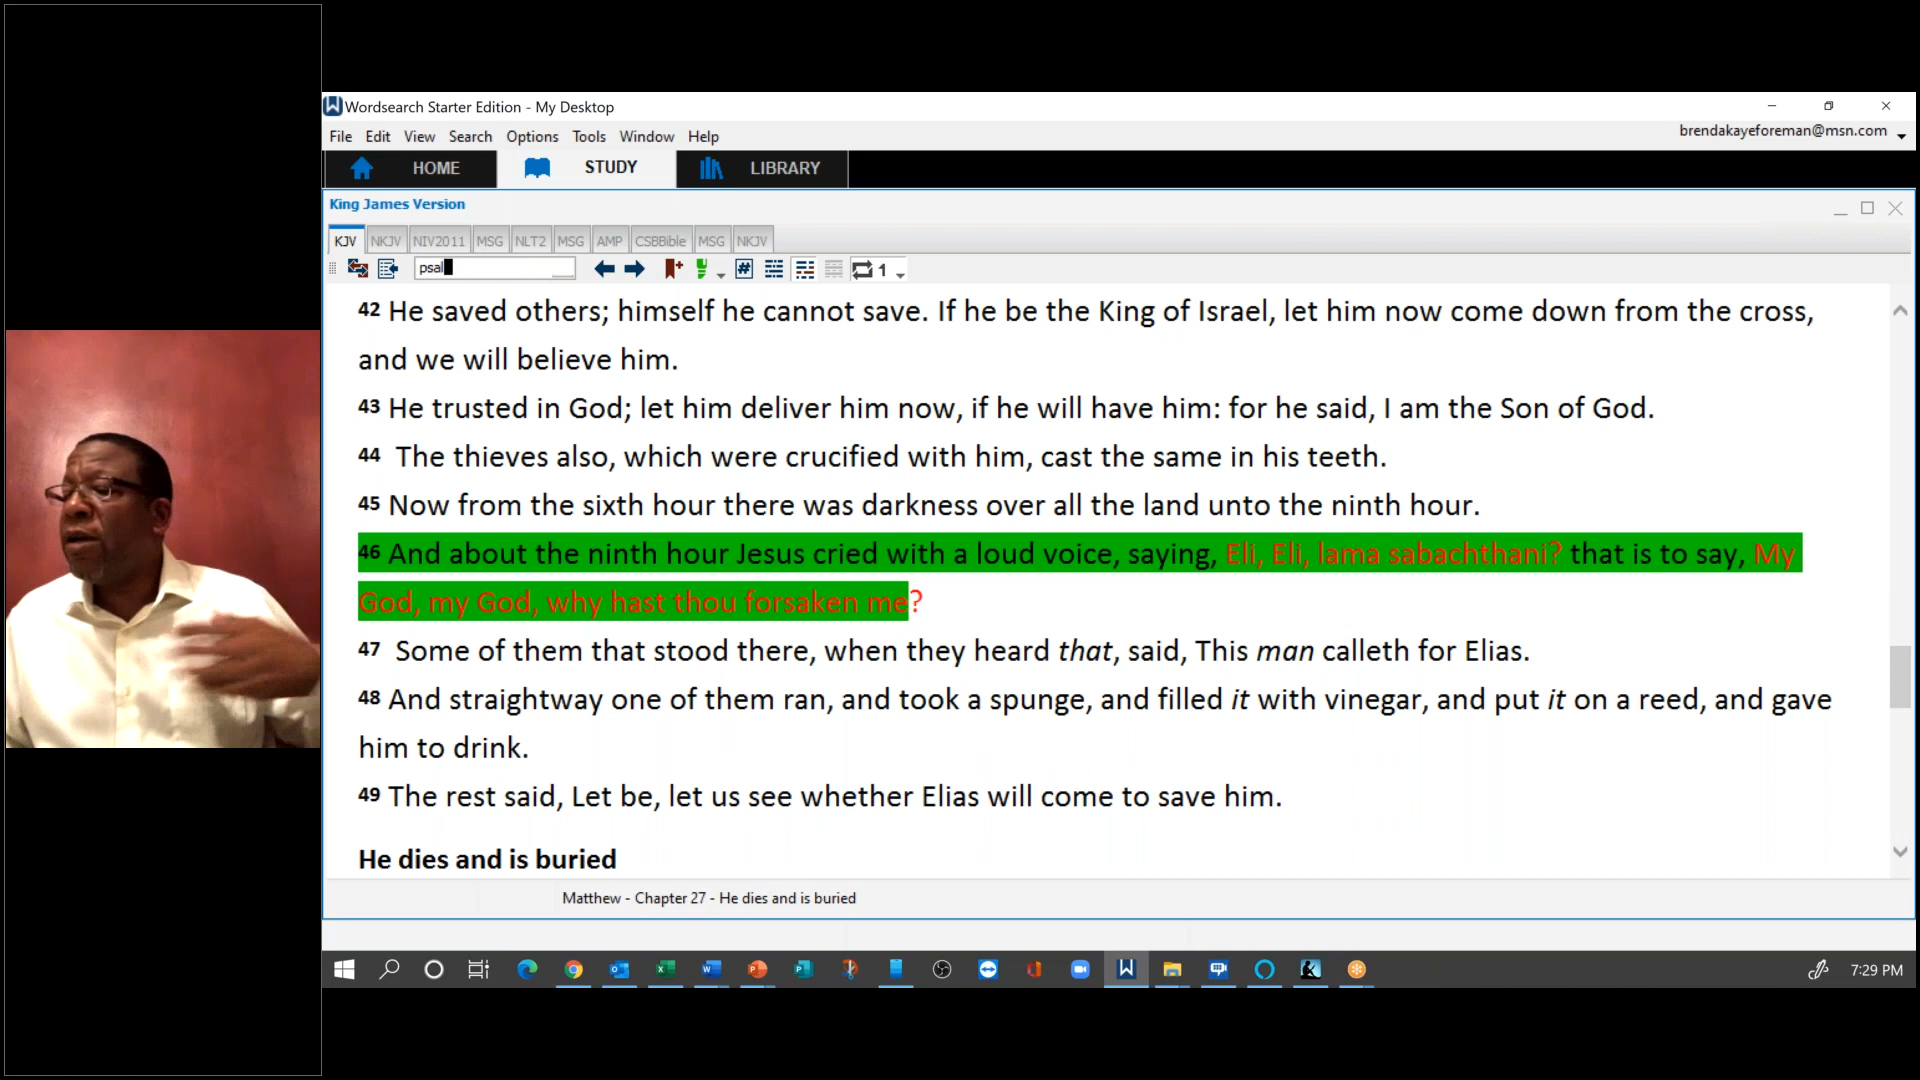 Wordsearch Starter Edition - My Desktop
File Edit View Search Options Tools Window Help
brendakayeforeman@msn.com
HOME STUDY LIBRARY
King James Version
KJV NKJV NIV2011 MSG NLT2 MSG AMP CSBBible MSG NKJV
psal 1
42 He saved others; himself he cannot save. If he be the King of Israel, let him now come down from the cross,
and we will believe him.
43 He trusted in God; let him deliver him now, if he will have him: for he said, I am the Son of God.
44 The thieves also, which were crucified with him, cast the same in his teeth.
45 Now from the sixth hour there was darkness over all the land unto the ninth hour.
46 And about the ninth hour Jesus cried with a loud voice, saying, Eli, Eli, lama sabachthani? that is to say, My
God, my God, why hast thou forsaken me?
47 Some of them that stood there, when they heard that, said, This man calleth for Elias.
48 And straightway one of them ran, and took a spunge, and filled it with vinegar, and put it on a reed, and gave
him to drink.
49 The rest said, Let be, let us see whether Elias will come to save him.
He dies and is buried
Matthew - Chapter 27 - He dies and is buried
7:29 PM